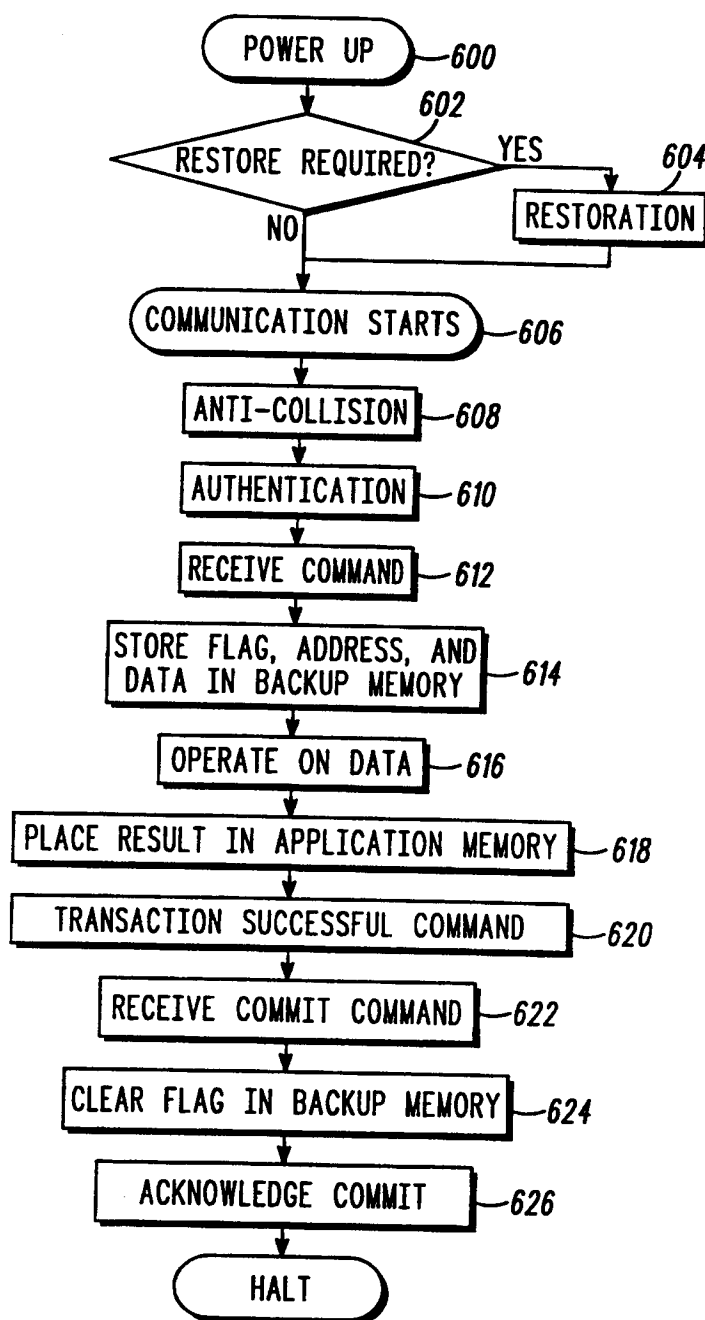 POWER UP
600
602
RESTORE REQUIRED?
YES
604
RESTORATION
NO
COMMUNICATION STARTS
606
ANTI-COLLISION
608
AUTHENTICATION
610
RECEIVE COMMAND
612
STORE FLAG, ADDRESS, AND
DATA IN BACKUP MEMORY
614
OPERATE ON DATA
616
PLACE RESULT IN APPLICATION MEMORY
618
TRANSACTION SUCCESSFUL COMMAND
620
RECEIVE COMMIT COMMAND
622
CLEAR FLAG IN BACKUP MEMORY
624
ACKNOWLEDGE COMMIT
626
HALT